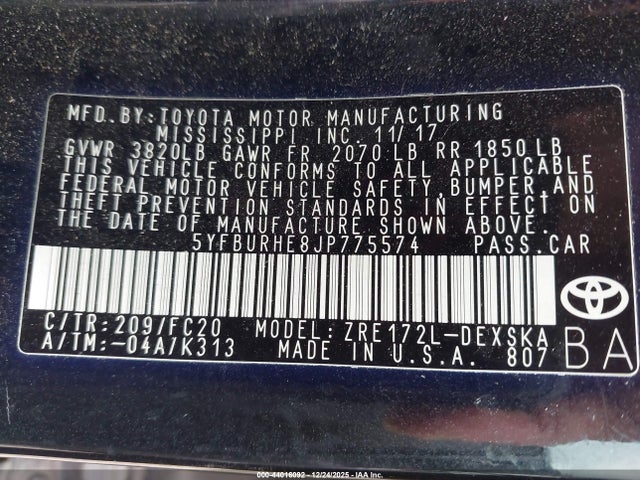 MFD. BY: TOYOTA MOTOR MANUFACTURING
MISSISSIPPI INC. 11/17
GVWR 3820LB GAWR FR 2070 LB RR 1850 LB
THIS VEHICLE CONFORMS TO ALL APPLICABLE
FEDERAL MOTOR VEHICLE SAFETY, BUMPER, AND
THEFT PREVENTION STANDARDS IN EFFECT ON
THE DATE OF MANUFACTURE SHOWN ABOVE.
5YFBURHE8JP775574 PASS. CAR
C/TR: 209/FC20 MODEL: ZRE172L-DEXSKA
A/TM: -04A/K313 MADE IN U.S.A. 807
BA
000-44016092 - 12/24/2025 - IAA Inc.